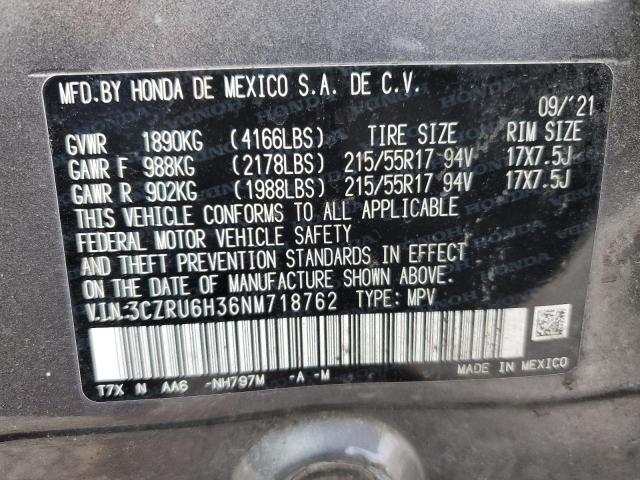 MFD.BY HONDA DE MEXICO S.A. DE C.V.
09/'21
GVWR 1890KG (4166LBS) TIRE SIZE RIM SIZE
GAWR F 988KG (2178LBS) 215/55R17 94V 17X7.5J
GAWR R 902KG (1988LBS) 215/55R17 94V 17X7.5J
THIS VEHICLE CONFORMS TO ALL APPLICABLE
FEDERAL MOTOR VEHICLE SAFETY
AND THEFT PREVENTION STANDARDS IN EFFECT
ON THE DATE OF MANUFACTURE SHOWN ABOVE.
V.I.N:3CZRU6H36NM718762 TYPE: MPV
MADE IN MEXICO
T7X N AA6 -NH797M -A -M